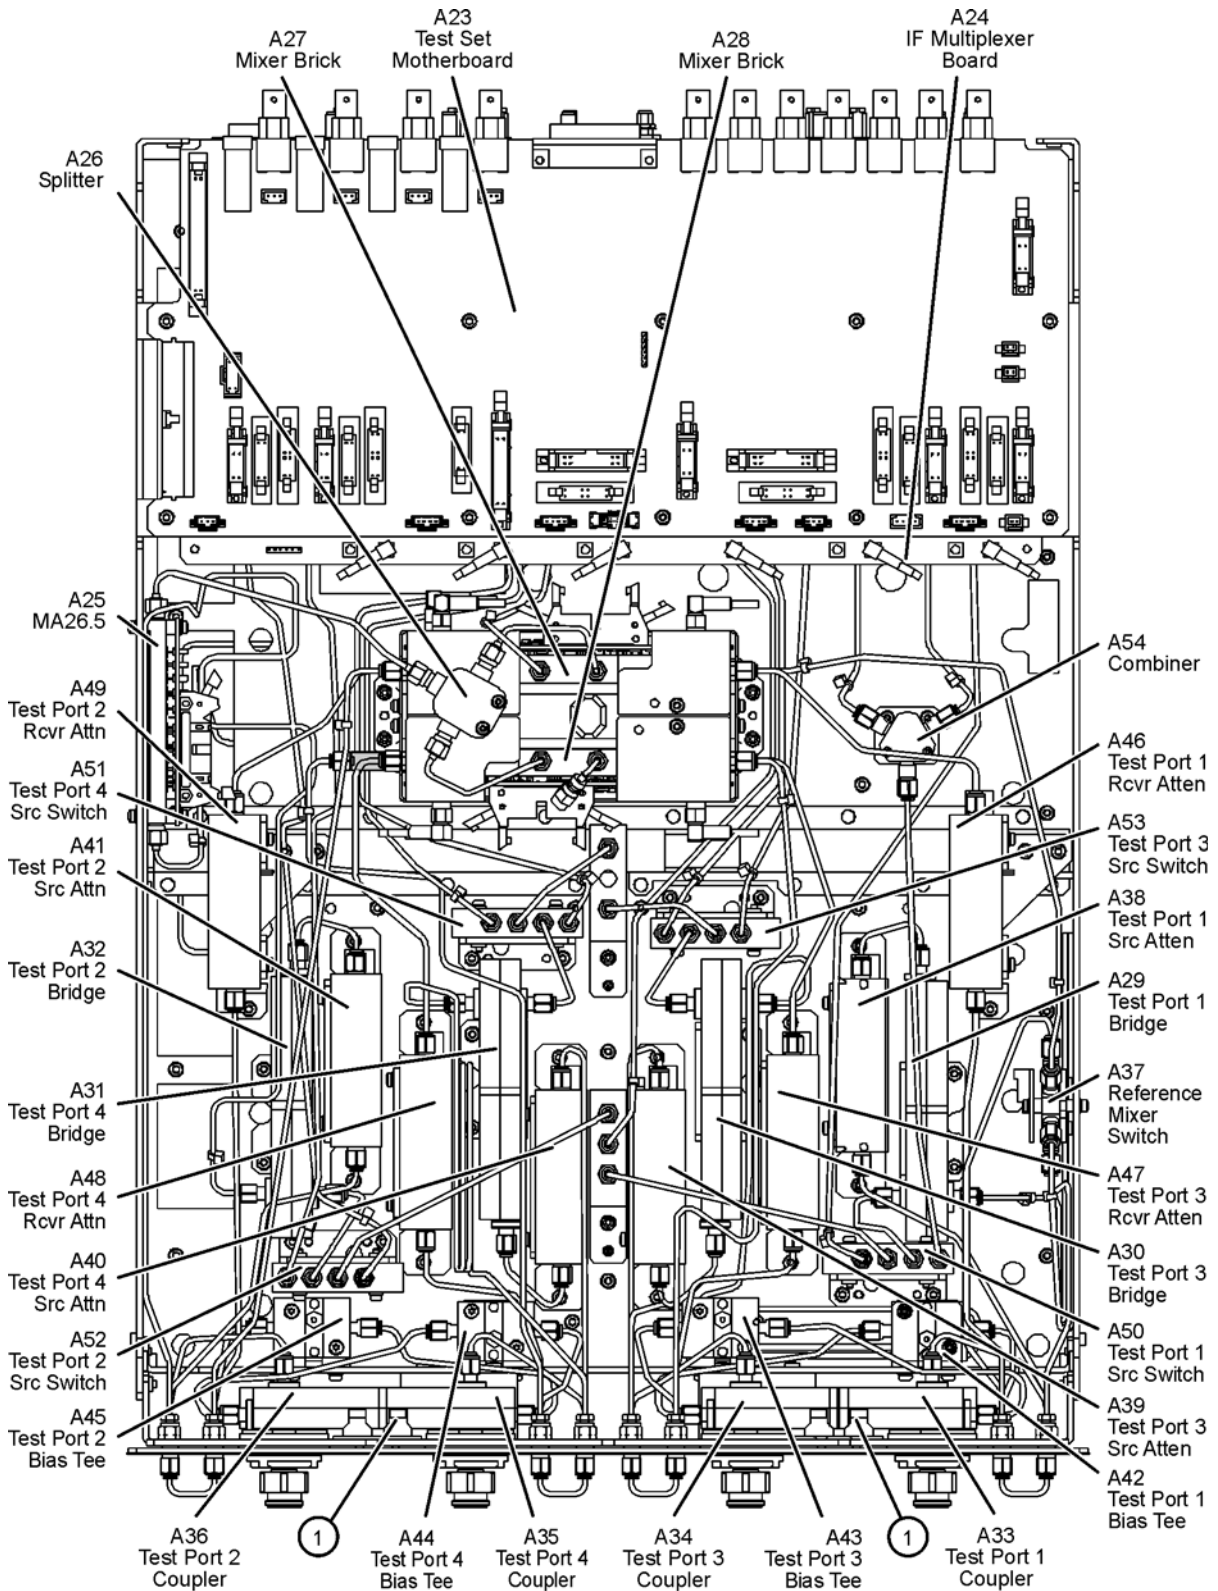 A23
Test Set
Motherboard
A24
IF Multiplexer
Board
A27
Mixer Brick
A28
Mixer Brick
A26
Splitter
A25
MA26.5
A49
Test Port 2
Rcvr Attn
A51
Test Port 4
Src Switch
A41
Test Port 2
Src Attn
A32
Test Port 2
Bridge
A31
Test Port 4
Bridge
A48
Test Port 4
Rcvr Attn
A40
Test Port 4
Src Attn
A52
Test Port 2
Src Switch
A45
Test Port 2
Bias Tee
A54
Combiner
A46
Test Port 1
Rcvr Atten
A53
Test Port 3
Src Switch
A38
Test Port 1
Src Atten
A29
Test Port 1
Bridge
A37
Reference
Mixer
Switch
A47
Test Port 3
Rcvr Atten
A30
Test Port 3
Bridge
A50
Test Port 1
Src Switch
A39
Test Port 3
Src Atten
A42
Test Port 1
Bias Tee
A36
Test Port 2
Coupler
1
A44
Test Port 4
Bias Tee
A35
Test Port 4
Coupler
A34
Test Port 3
Coupler
A43
Test Port 3
Bias Tee
1
A33
Test Port 1
Coupler